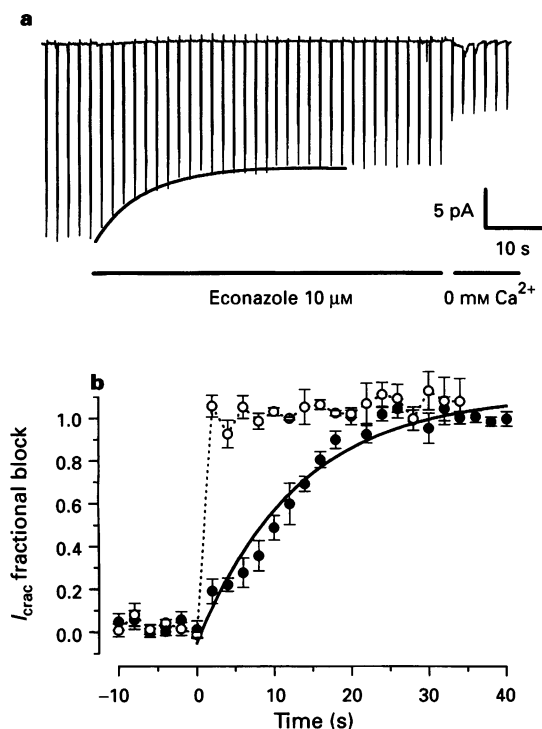 a
5 pA
10 s
Econazole 10 μM
0 mM Ca²⁺
b
1.0
0.8
0.6
0.4
0.2
0.0
I_crac fractional block
−10 0 10 20 30 40
Time (s)